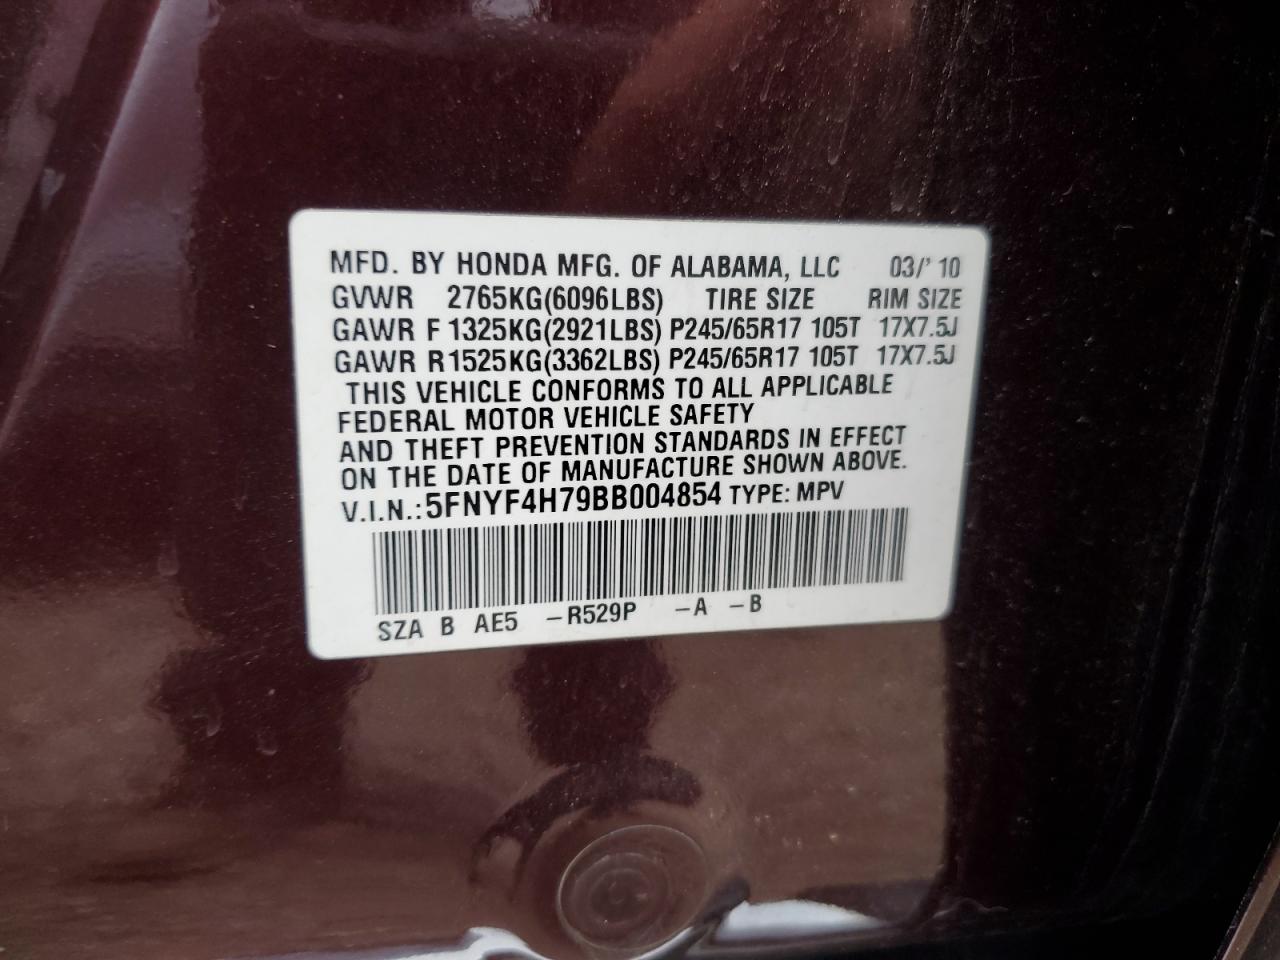 MFD. BY HONDA MFG. OF ALABAMA, LLC 03/' 10
GVWR 2765KG(6096LBS) TIRE SIZE RIM SIZE
GAWR F 1325KG(2921LBS) P245/65R17 105T 17X7.5J
GAWR R 1525KG(3362LBS) P245/65R17 105T 17X7.5J
THIS VEHICLE CONFORMS TO ALL APPLICABLE
FEDERAL MOTOR VEHICLE SAFETY
AND THEFT PREVENTION STANDARDS IN EFFECT
ON THE DATE OF MANUFACTURE SHOWN ABOVE.
V.I.N.: 5FNYF4H79BB004854 TYPE: MPV
SZA B AE5 -R529P -A -B